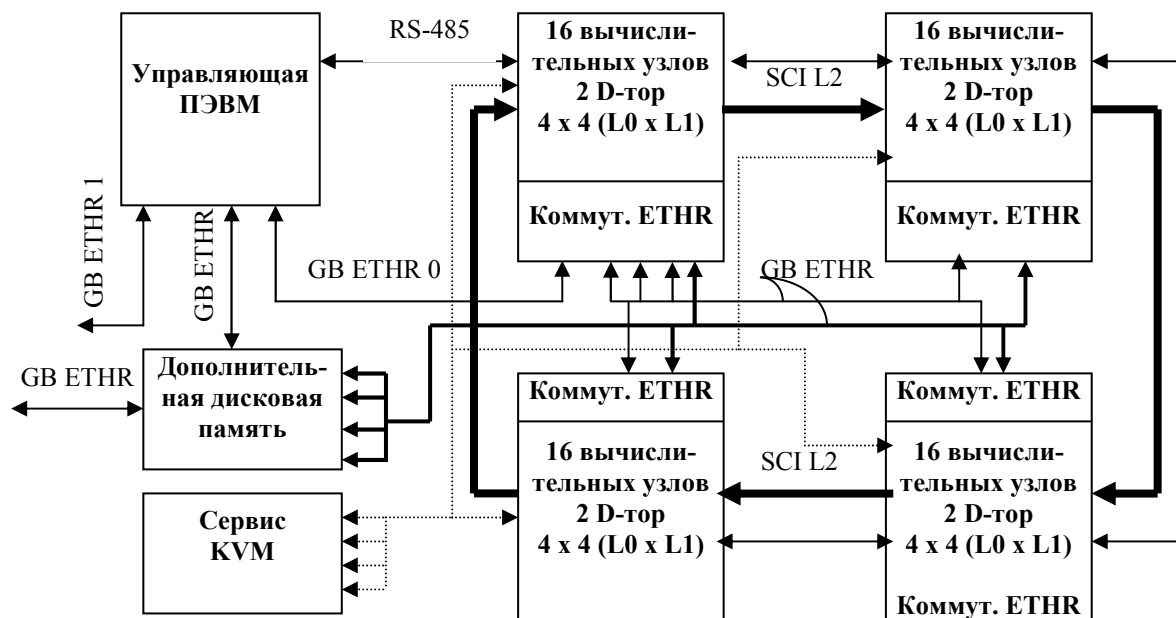 Управляющая
ПЭВМ
RS-485
16 вычисли-
тельных узлов
2 D-тор
4 x 4 (L0 x L1)
Коммут. ETHR
SCI L2
16 вычисли-
тельных узлов
2 D-тор
4 x 4 (L0 x L1)
Коммут. ETHR
GB ETHR 1
GB ETHR
GB ETHR 0
GB ETHR
GB ETHR
Дополнитель-
ная дисковая
память
Сервис
KVM
Коммут. ETHR
16 вычисли-
тельных узлов
2 D-тор
4 x 4 (L0 x L1)
SCI L2
Коммут. ETHR
16 вычисли-
тельных узлов
2 D-тор
4 x 4 (L0 x L1)
Коммут. ETHR